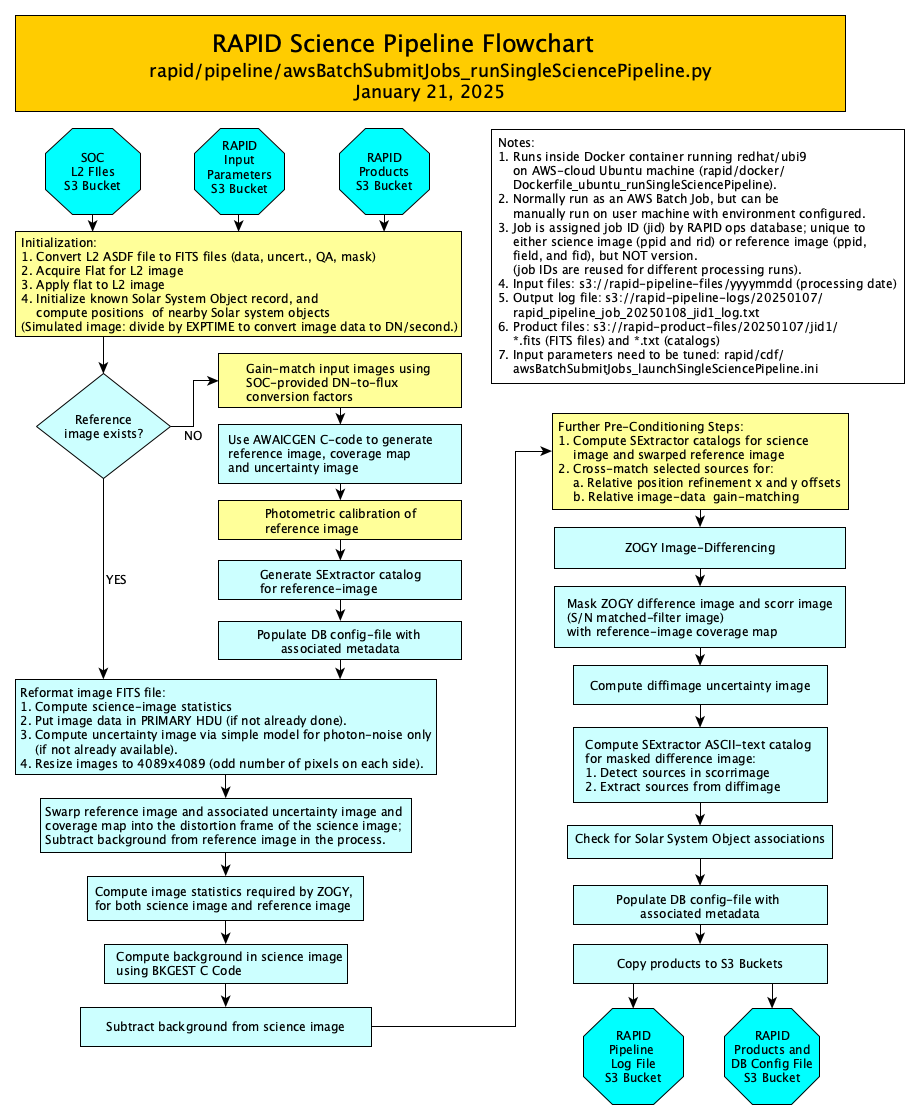 RAPID Science Pipeline Flowchart
rapid/pipeline/awsBatchSubmitJobs_runSingleSciencePipeline.py
January 21, 2025
SOC
L2 FIles
S3 Bucket
RAPID
Input
Parameters
S3 Bucket
RAPID
Products
S3 Bucket
Notes:
1. Runs inside Docker container running redhat/ubi9
on AWS-cloud Ubuntu machine (rapid/docker/
Dockerfile_ubuntu_runSingleSciencePipeline).
2. Normally run as an AWS Batch Job, but can be
manually run on user machine with environment configured.
3. Job is assigned job ID (jid) by RAPID ops database; unique to
either science image (ppid and rid) or reference image (ppid,
field, and fid), but NOT version.
(job IDs are reused for different processing runs).
4. Input files: s3://rapid-pipeline-files/yyyymmdd (processing date)
5. Output log file: s3://rapid-pipeline-logs/20250107/
rapid_pipeline_job_20250108_jid1_log.txt
6. Product files: s3://rapid-product-files/20250107/jid1/
*.fits (FITS files) and *.txt (catalogs)
7. Input parameters need to be tuned: rapid/cdf/
awsBatchSubmitJobs_launchSingleSciencePipeline.ini
Initialization:
1. Convert L2 ASDF file to FITS files (data, uncert., QA, mask)
2. Acquire Flat for L2 image
3. Apply flat to L2 image
4. Initialize known Solar System Object record, and
compute positions of nearby Solar system objects
(Simulated image: divide by EXPTIME to convert image data to DN/second.)
Reference
image exists?
NO
YES
Gain-match input images using
SOC-provided DN-to-flux
conversion factors
Use AWAICGEN C-code to generate
reference image, coverage map
and uncertainty image
Photometric calibration of
reference image
Generate SExtractor catalog
for reference-image
Populate DB config-file with
associated metadata
Reformat image FITS file:
1. Compute science-image statistics
2. Put image data in PRIMARY HDU (if not already done).
3. Compute uncertainty image via simple model for photon-noise only
(if not already available).
4. Resize images to 4089x4089 (odd number of pixels on each side).
Swarp reference image and associated uncertainty image and
coverage map into the distortion frame of the science image;
Subtract background from reference image in the process.
Compute image statistics required by ZOGY,
for both science image and reference image
Compute background in science image
using BKGEST C Code
Subtract background from science image
Further Pre-Conditioning Steps:
1. Compute SExtractor catalogs for science
image and swarped reference image
2. Cross-match selected sources for:
a. Relative position refinement x and y offsets
b. Relative image-data gain-matching
ZOGY Image-Differencing
Mask ZOGY difference image and scorr image
(S/N matched-filter image)
with reference-image coverage map
Compute diffimage uncertainty image
Compute SExtractor ASCII-text catalog
for masked difference image:
1. Detect sources in scorrimage
2. Extract sources from diffimage
Check for Solar System Object associations
Populate DB config-file with
associated metadata
Copy products to S3 Buckets
RAPID
Pipeline
Log File
S3 Bucket
RAPID
Products and
DB Config File
S3 Bucket